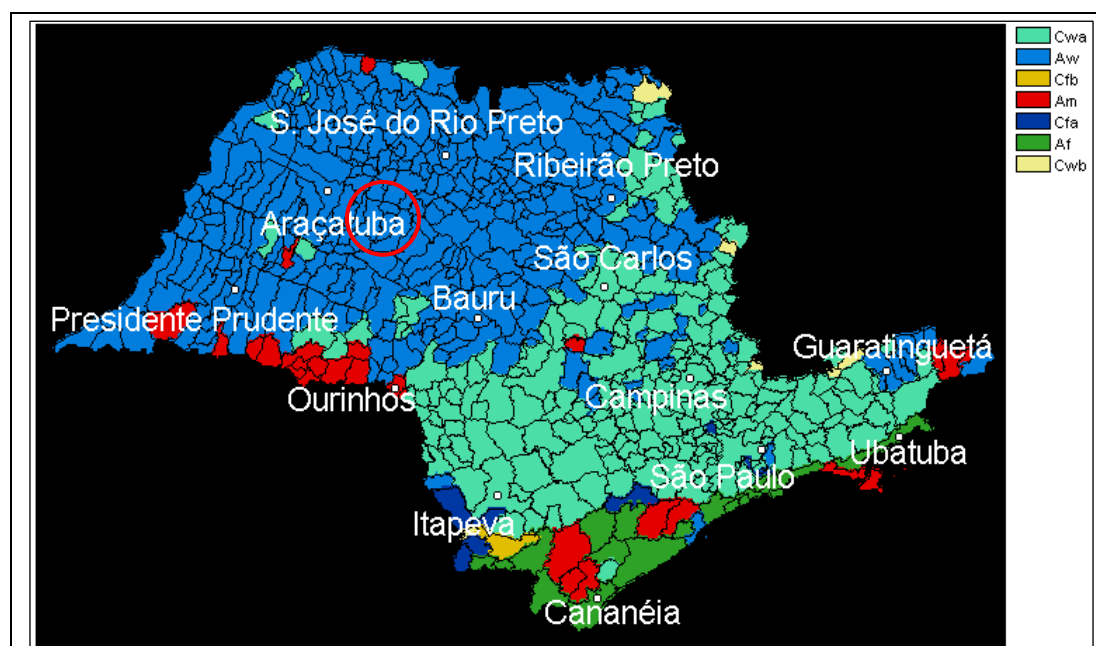 Cwa
Aw
Cfb
Am
Cfa
Af
Cwb
S. José do Rio Preto
Ribeirão Preto
Araçatuba
São Carlos
Bauru
Presidente Prudente
Guaratinguetá
Ourinhos
Campinas
Ubatuba
São Paulo
Itapeva
Cananéia